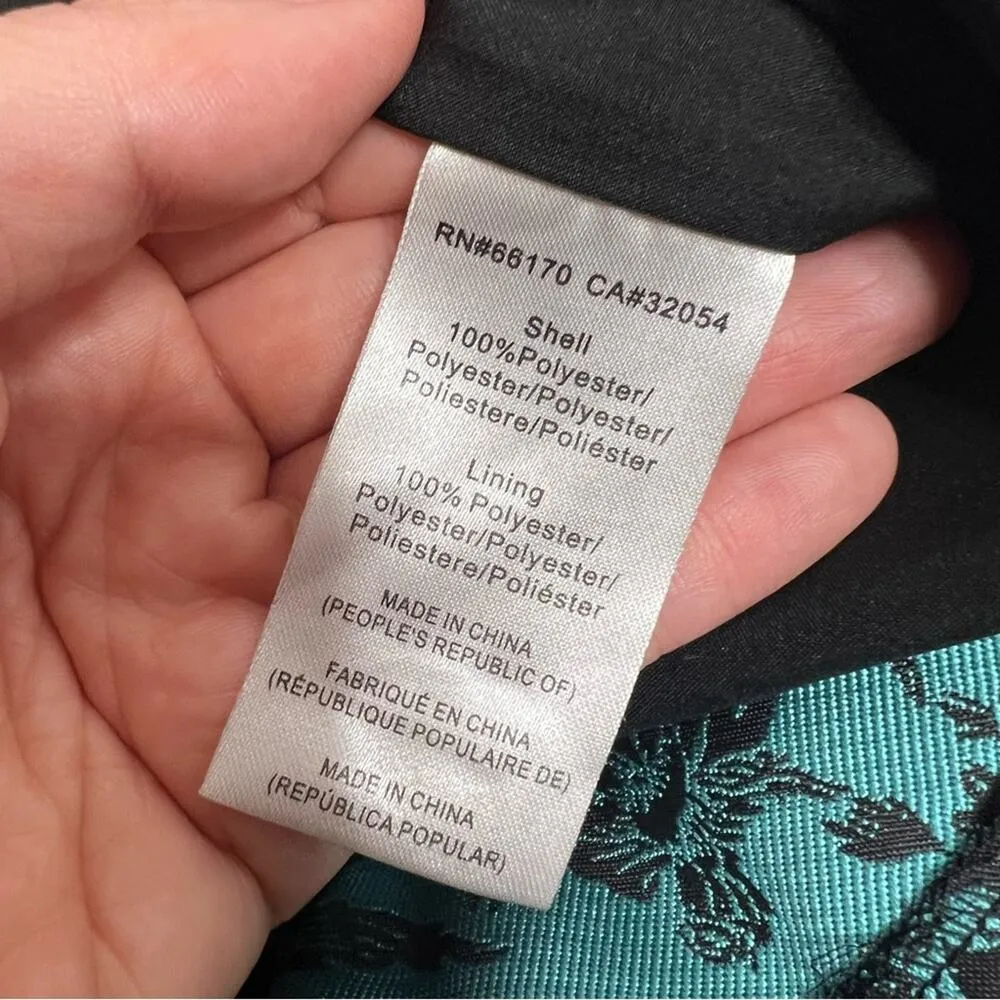 RN#66170 CA#32054
Shell
100%Polyester/
Polyester/Polyester/
Poliestere/Poliéster
Lining
100% Polyester/
Polyester/Polyester/
Poliestere/Poliéster
MADE IN CHINA
(PEOPLE'S REPUBLIC OF)
FABRIQUÉ EN CHINA
(RÉPUBLIQUE POPULAIRE DE)
MADE IN CHINA
(REPÚBLICA POPULAR)